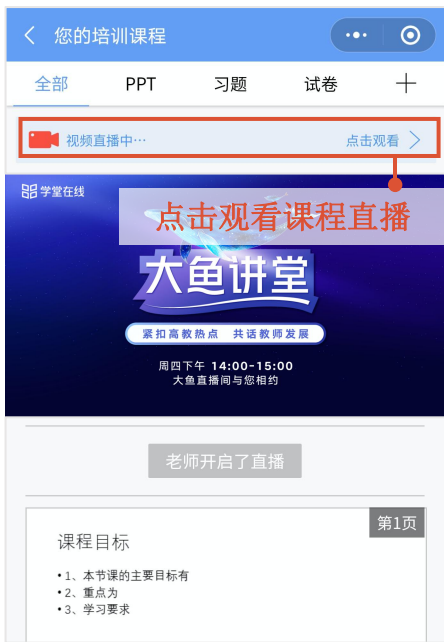 您的培训课程
全部 PPT 习题 试卷
视频直播中… 点击观看
学堂在线
点击观看课程直播
大鱼讲堂
紧扣高教热点 共话教师发展
周四下午 14:00-15:00
大鱼直播间与您相约
老师开启了直播
第1页
课程目标
•1、本节课的主要目标有
•2、重点为
•3、学习要求